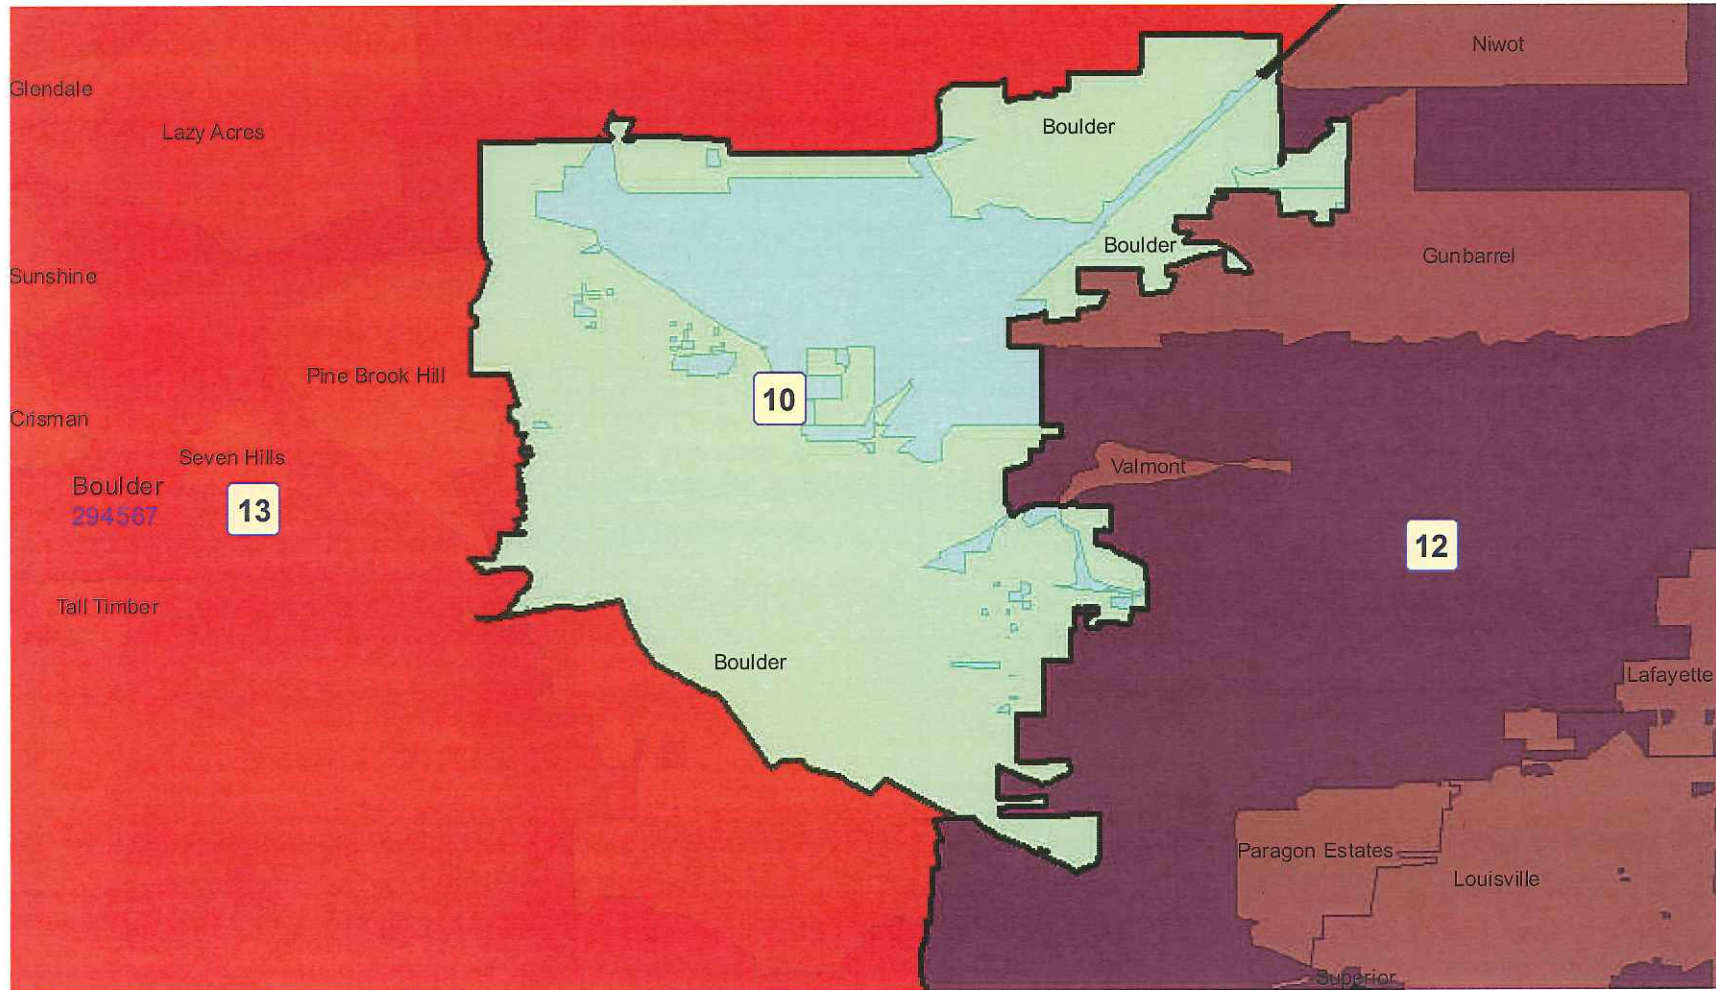 Niwot
Glendale
Boulder
Lazy Acres
Boulder
Gunbarrel
Sunshine
Pine Brook Hill
10
Crisman
Seven Hills
Valmont
Boulder
294567
13
12
Tall Timber
Boulder
Lafayette
Paragon Estates
Louisville
Superior